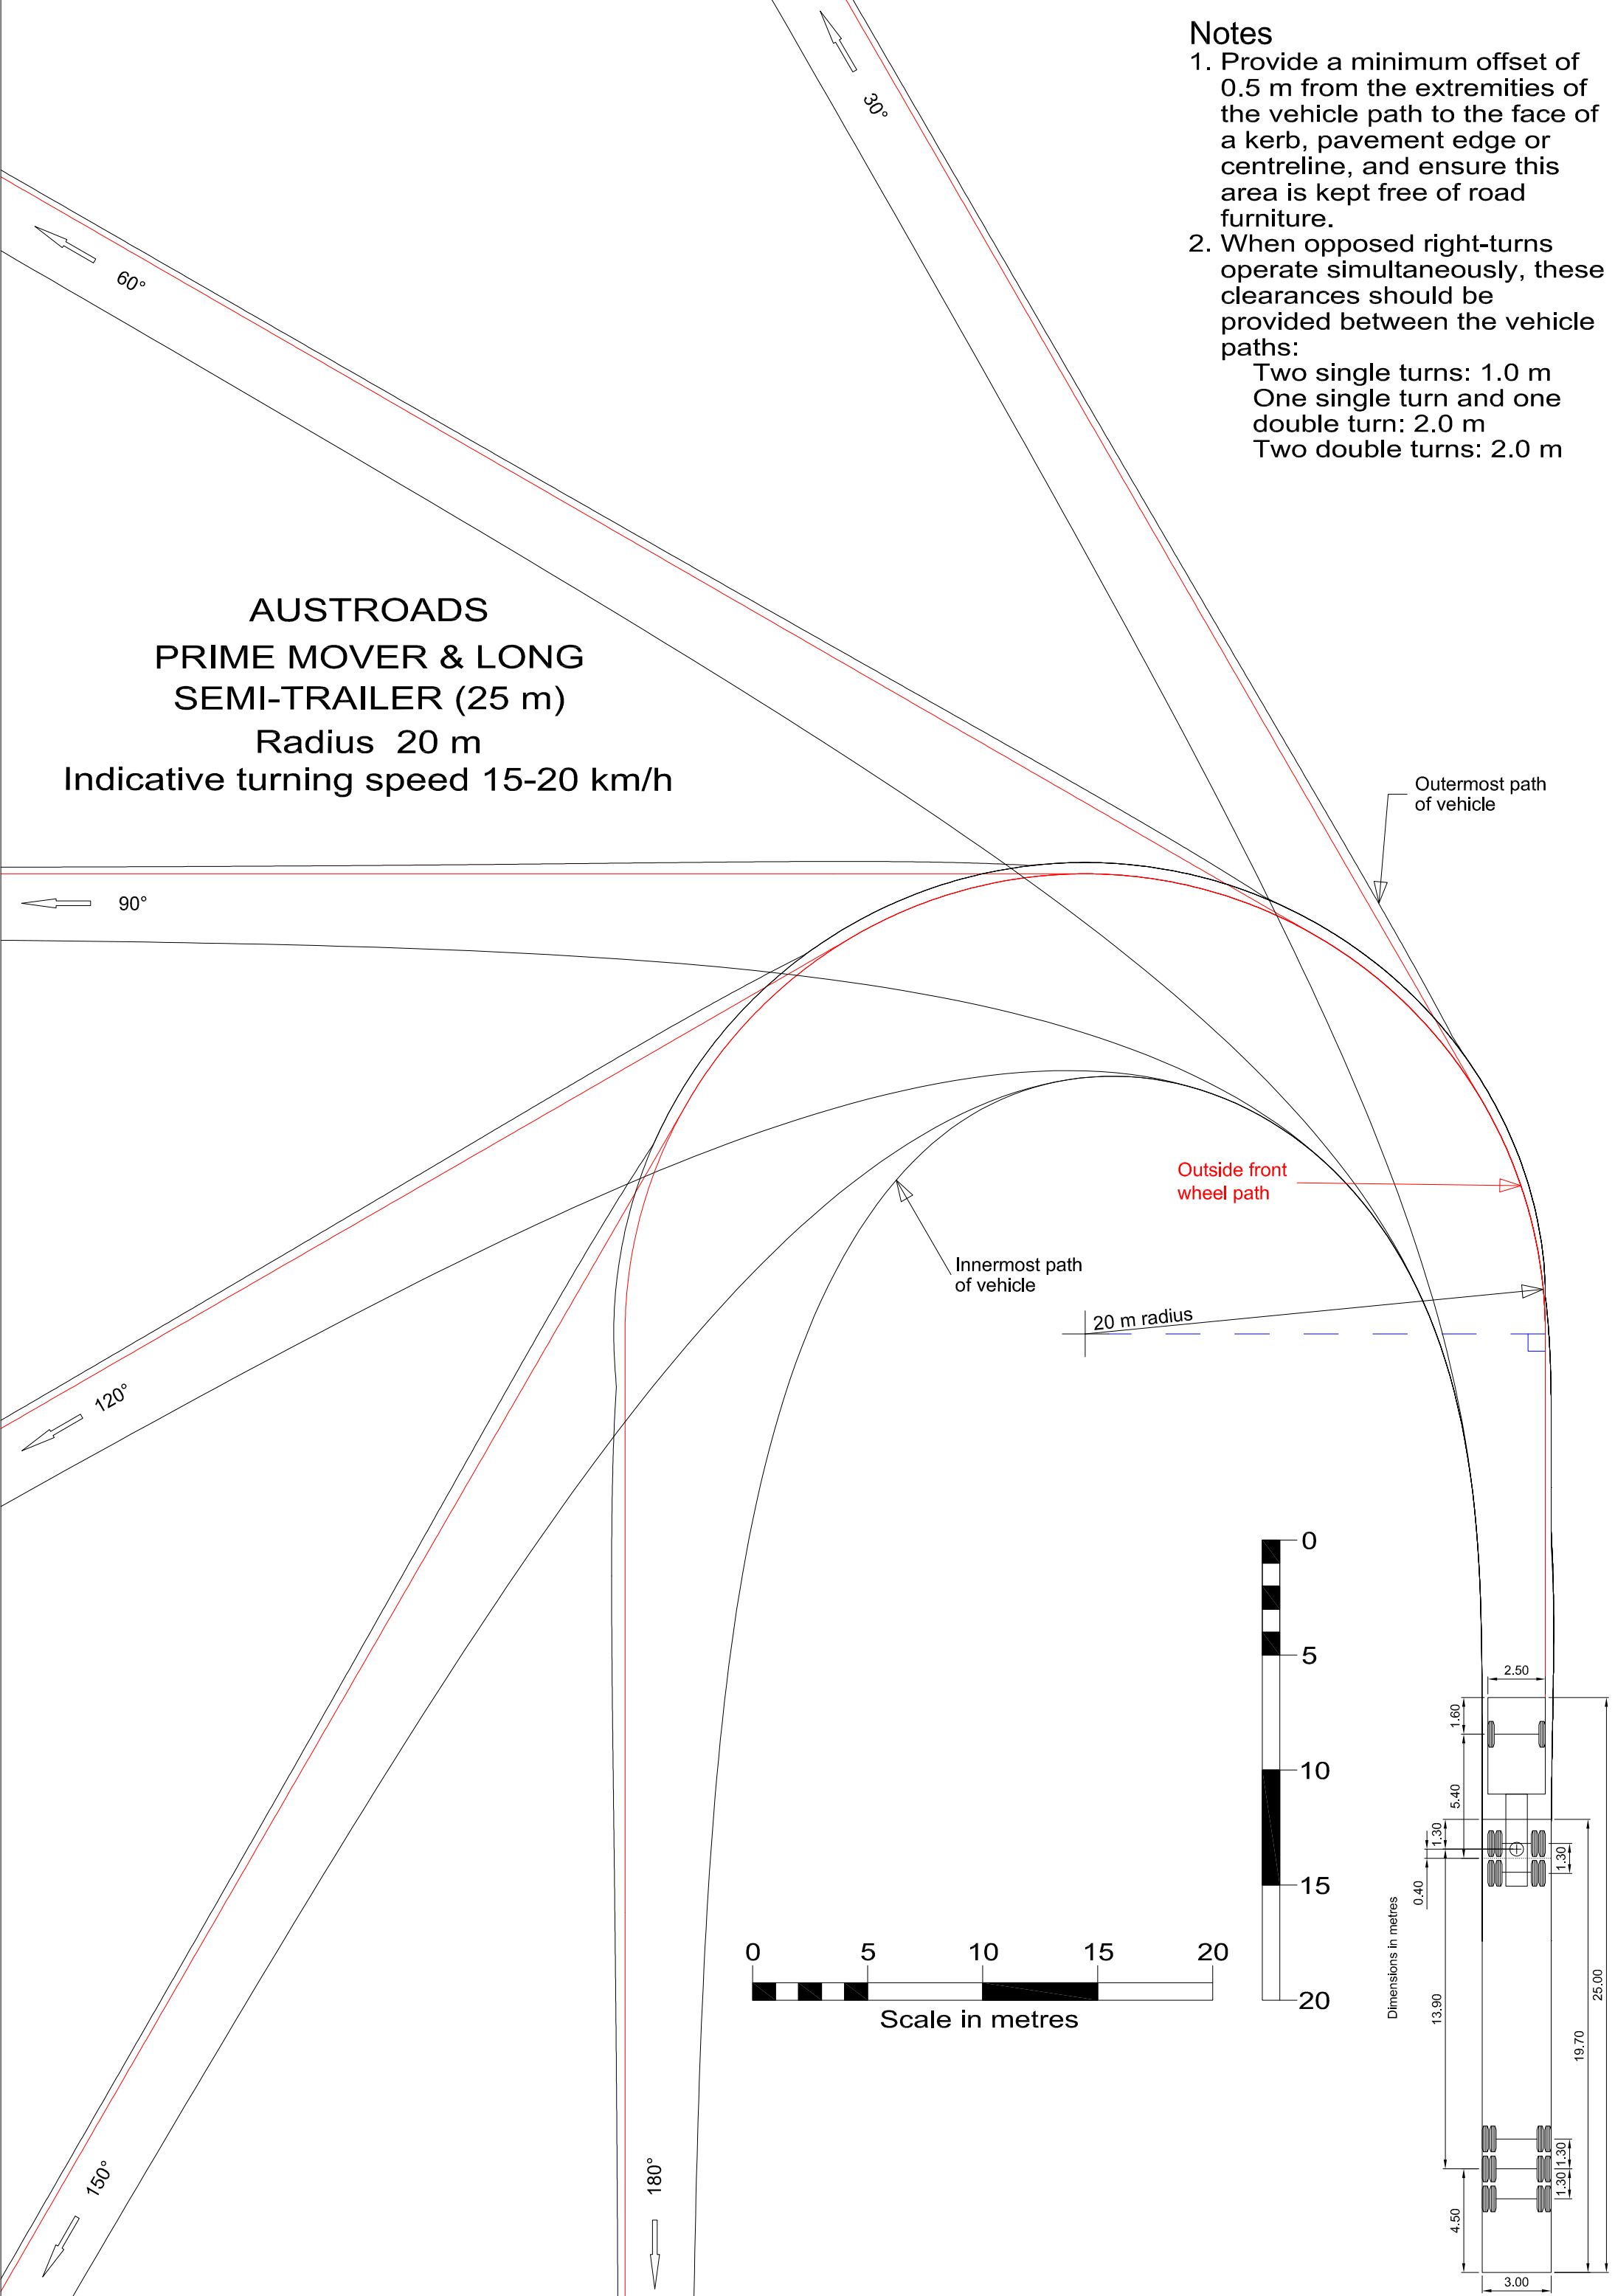 Notes
1. Provide a minimum offset of
0.5 m from the extremities of
the vehicle path to the face of
a kerb, pavement edge or
centreline, and ensure this
area is kept free of road
furniture.
2. When opposed right-turns
operate simultaneously, these
clearances should be
provided between the vehicle
paths:
Two single turns: 1.0 m
One single turn and one
double turn: 2.0 m
Two double turns: 2.0 m
30°
60°
AUSTROADS
PRIME MOVER & LONG
SEMI-TRAILER (25 m)
Radius 20 m
Indicative turning speed 15-20 km/h
Outermost path
of vehicle
90°
Outside front
wheel path
Innermost path
of vehicle
20 m radius
120°
0
5
10
15
20
0 5 10 15 20
Scale in metres
150°
180°
2.50
1.60
5.40
1.30
1.30
0.40
Dimensions in metres
13.90
25.00
19.70
1.30
1.30
4.50
3.00